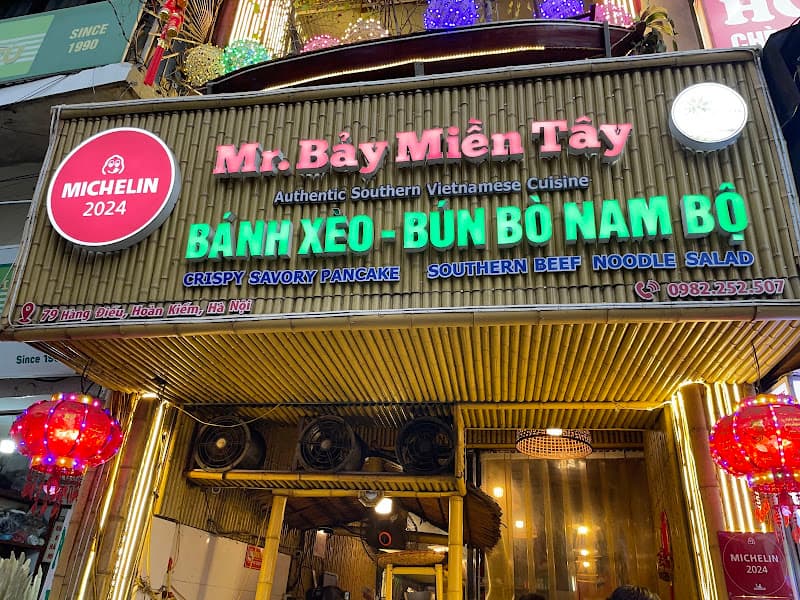 SINCE
1990
MICHELIN
2024
Mr. Bảy Miền Tây
Authentic Southern Vietnamese Cuisine
BÁNH XÈO - BÚN BÒ NAM BỘ
CRISPY SAVORY PANCAKE SOUTHERN BEEF NOODLE SALAD
79 Hàng Điếu, Hoàn Kiếm, Hà Nội
0982.252.507
Since
MICHELIN
2024